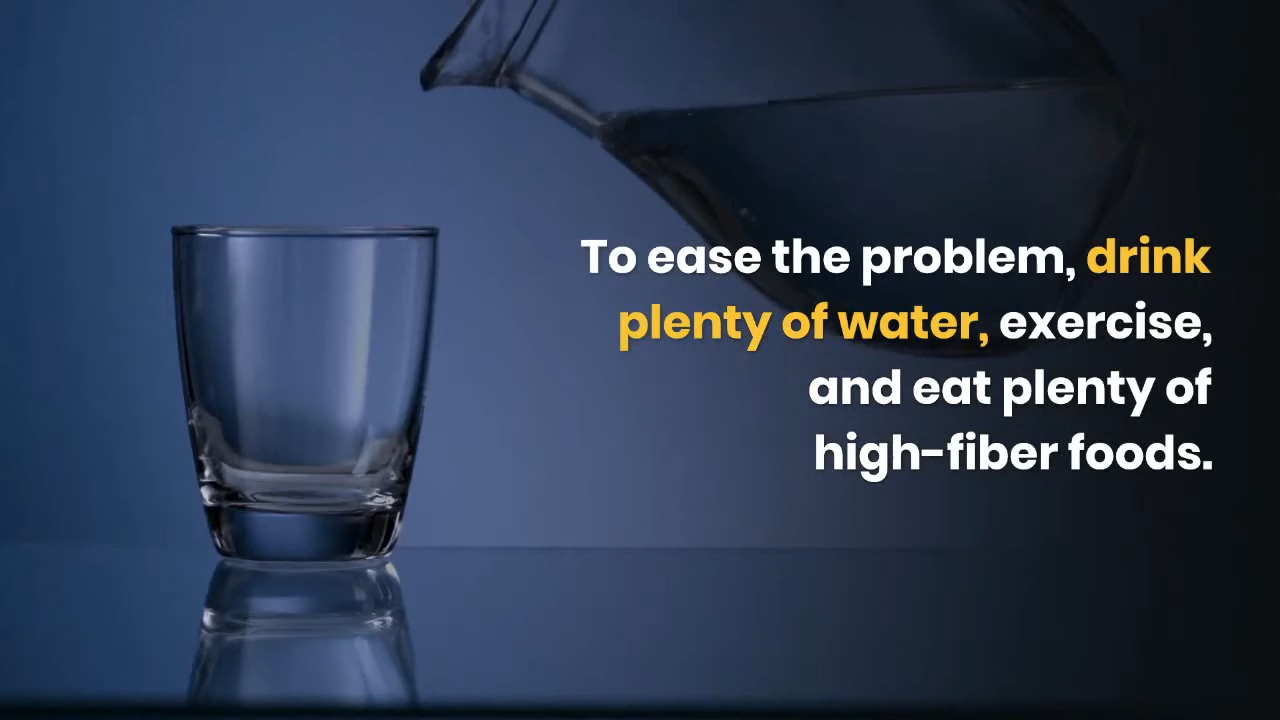 To ease the problem, drink
plenty of water, exercise,
and eat plenty of
high-fiber foods.